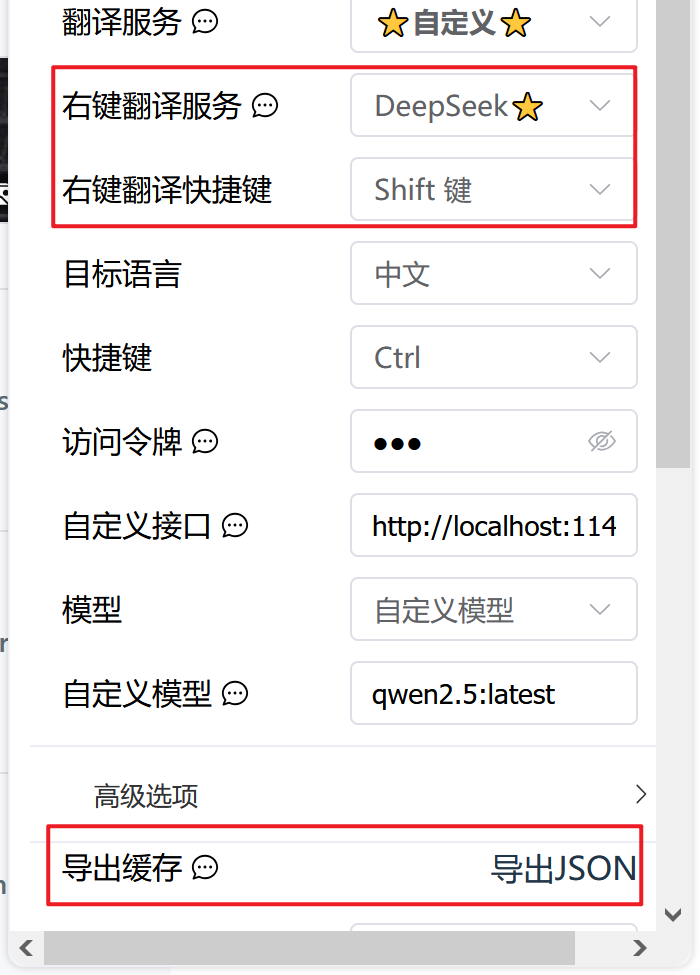 翻译服务 ⭐自定义⭐
右键翻译服务 DeepSeek⭐
右键翻译快捷键 Shift 键
目标语言 中文
快捷键 Ctrl
访问令牌 ●●●
自定义接口 http://localhost:114
模型 自定义模型
自定义模型 qwen2.5:latest
高级选项
导出缓存 导出JSON